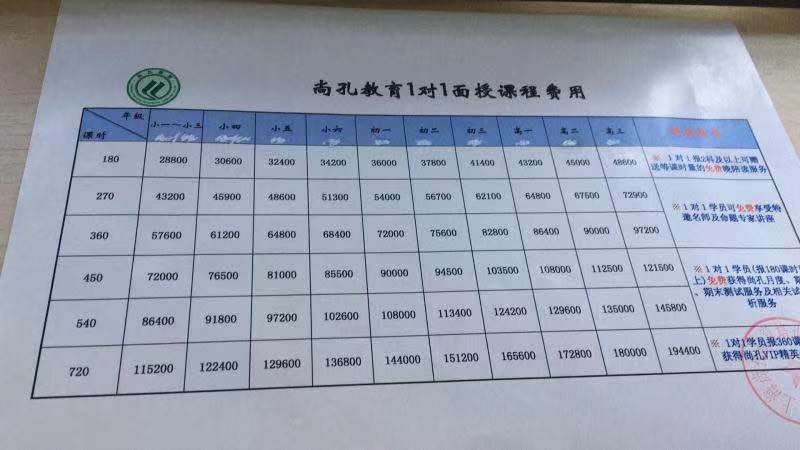 尚孔教育1对1面授课程费用
年级
课时
小一~小三 小四 小五 小六 初一 初二 初三 高一 高二 高三
180 28800 30600 32400 34200 36000 37800 41400 43200 45000 48600
※ 1对1报2科及以上可赠
送等课时量的免费晚陪读服务
270 43200 45900 48600 51300 54000 56700 62100 64800 67500 72900
※ 1对1学员可免费享受特
邀名师及命题专家讲座
360 57600 61200 64800 68400 72000 75600 82800 86400 90000 97200
450 72000 76500 81000 85500 90000 94500 103500 108000 112500 121500
※ 1对1学员(报180课时
上)免费获得尚孔月度、期
、期末测试服务及相关试
析服务
540 86400 91800 97200 102600 108000 113400 124200 129600 135000 145800
720 115200 122400 129600 136800 144000 151200 165600 172800 180000 194400
※ 1对1学员报360课
获得尚孔VIP精英